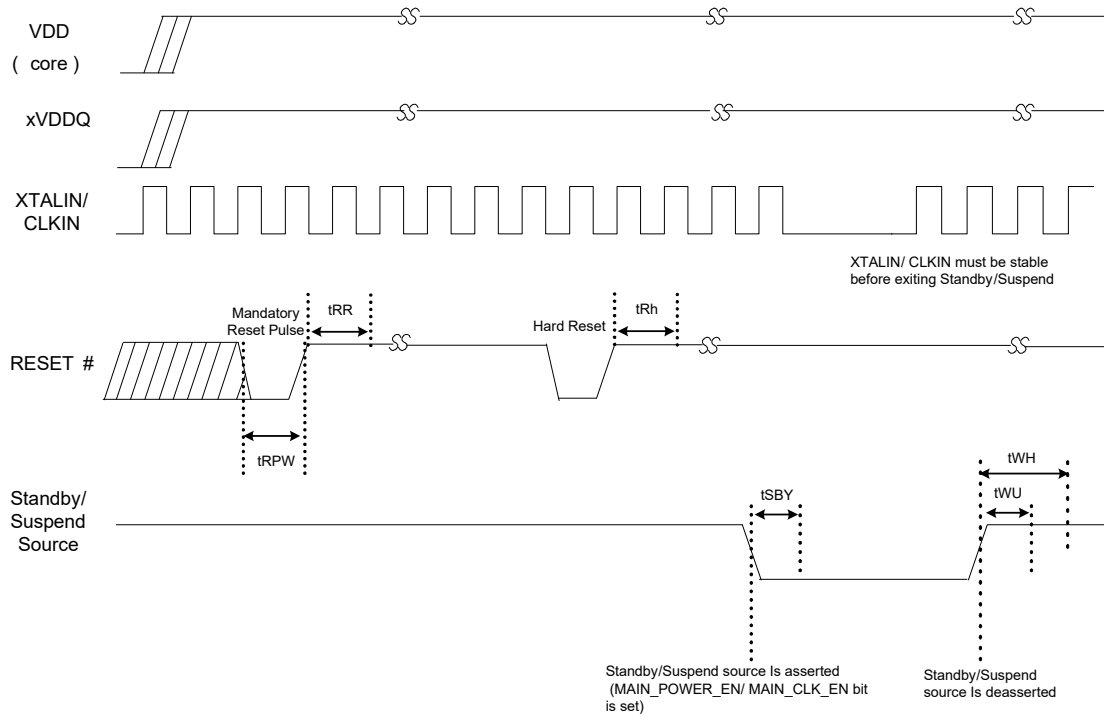 VDD
( core )
xVDDQ
XTALIN/
CLKIN
XTALIN/ CLKIN must be stable
before exiting Standby/Suspend
Mandatory
Reset Pulse
tRR
Hard Reset
tRh
RESET #
tRPW
Standby/
Suspend
Source
tSBY
tWH
tWU
Standby/Suspend source Is asserted
(MAIN_POWER_EN/ MAIN_CLK_EN bit
is set)
Standby/Suspend
source Is deasserted